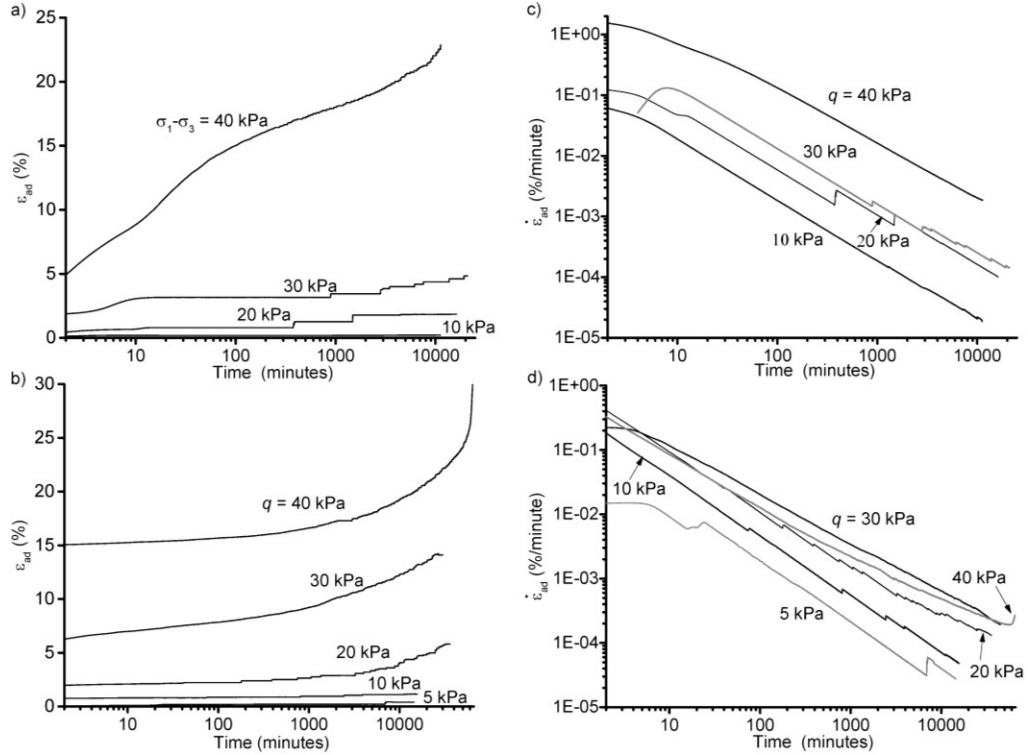 a)
25
20
15
10
5
0
ε_ad (%)
σ₁-σ₃ = 40 kPa
30 kPa
20 kPa
10 kPa
10
100
1000
10000
Time (minutes)
c)
1E+00
1E-01
1E-02
1E-03
1E-04
1E-05
ε̇_ad (%/minute)
q = 40 kPa
30 kPa
20 kPa
10 kPa
10
100
1000
10000
Time (minutes)
b)
30
25
20
15
10
5
0
ε_ad (%)
q = 40 kPa
30 kPa
20 kPa
10 kPa
5 kPa
10
100
1000
10000
Time (minutes)
d)
1E+00
1E-01
1E-02
1E-03
1E-04
1E-05
ε̇_ad (%/minute)
10 kPa
q = 30 kPa
40 kPa
5 kPa
20 kPa
10
100
1000
10000
Time (minutes)